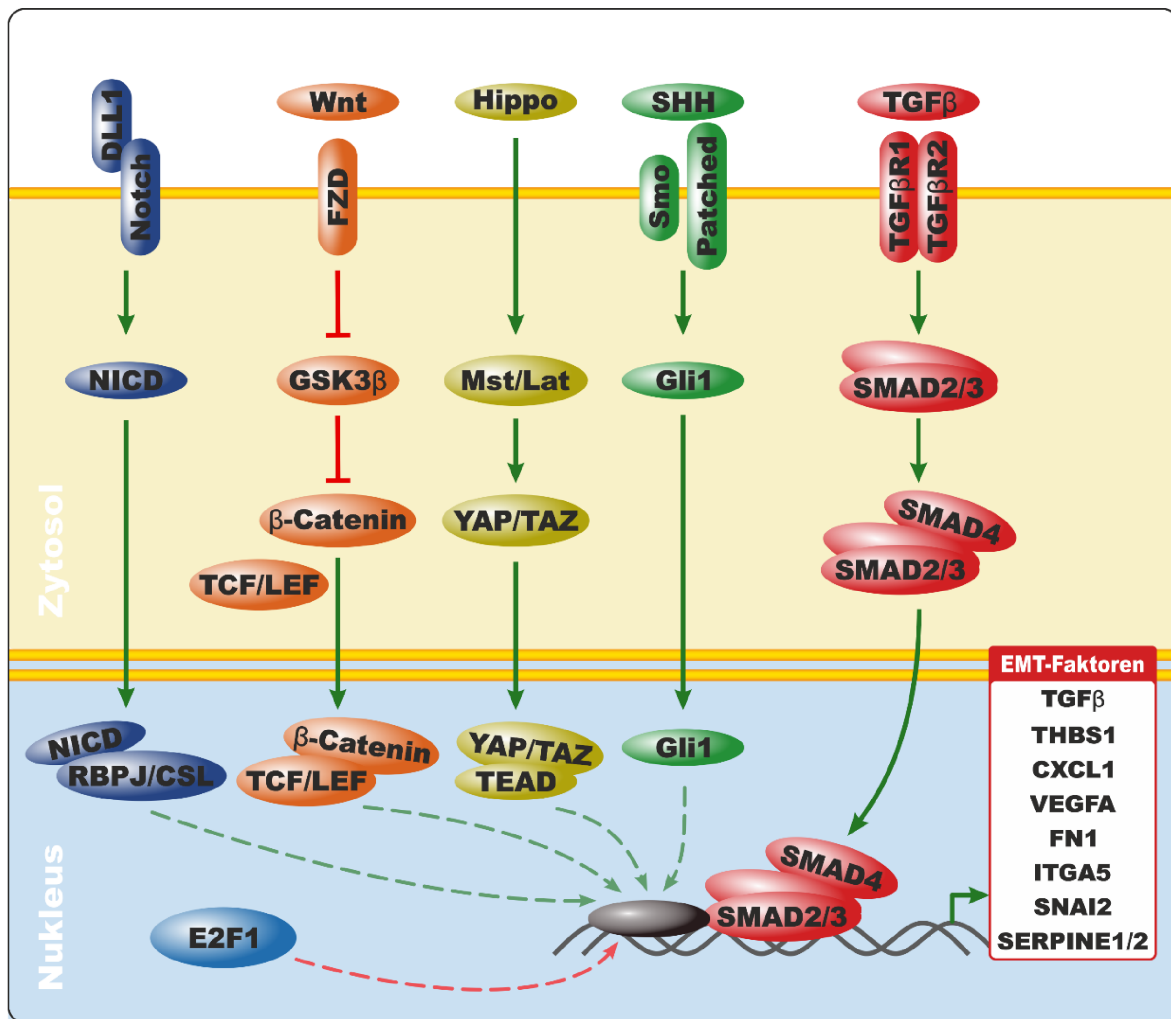 DLL1
Notch
Wnt
FZD
Hippo
SHH
Smo
Patched
TGFβ
TGFβR1
TGFβR2
NICD
GSK3β
Mst/Lat
Gli1
SMAD2/3
Zytosol
β-Catenin
TCF/LEF
YAP/TAZ
SMAD4
SMAD2/3
Nukleus
NICD
RBPJ/CSL
β-Catenin
TCF/LEF
YAP/TAZ
TEAD
Gli1
E2F1
SMAD4
SMAD2/3
EMT-Faktoren
TGFβ
THBS1
CXCL1
VEGFA
FN1
ITGA5
SNAI2
SERPINE1/2